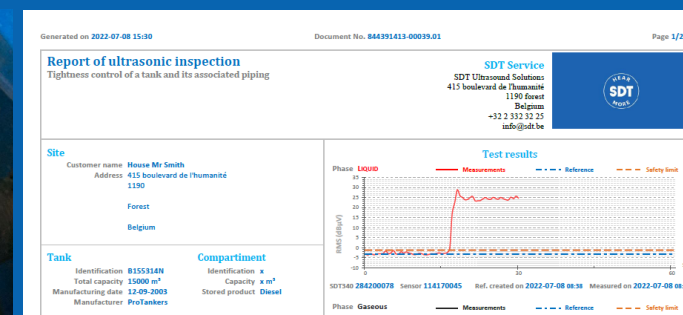 Generated on 2022-07-08 15:30 Document No. 844391413-00039.01 Page 1/2
Report of ultrasonic inspection
Tightness control of a tank and its associated piping
SDT Service
SDT Ultrasound Solutions
415 boulevard de l'humanité
1190 forest
Belgium
+32 2 332 32 25
info@sdt.be
HEAR
SDT
MORE
Site
Customer name House Mr Smith
Address 415 boulevard de l'humanité
1190
Forest
Belgium
Tank
Identification B155314N
Total capacity 15000 m³
Manufacturing date 12-09-2003
Manufacturer ProTankers
Compartiment
Identification x
Capacity x m³
Stored product Diesel
Test results
Phase LIQUID Measurements Reference Safety limit
RMS (dBµV)
35
30
25
20
15
10
5
0
-5
-10
0 30 60
SDT340 284200078 Sensor 114170045 Ref. created on 2022-07-08 08:38 Measured on 2022-07-08
Phase Gaseous Measurements Reference Safety limit